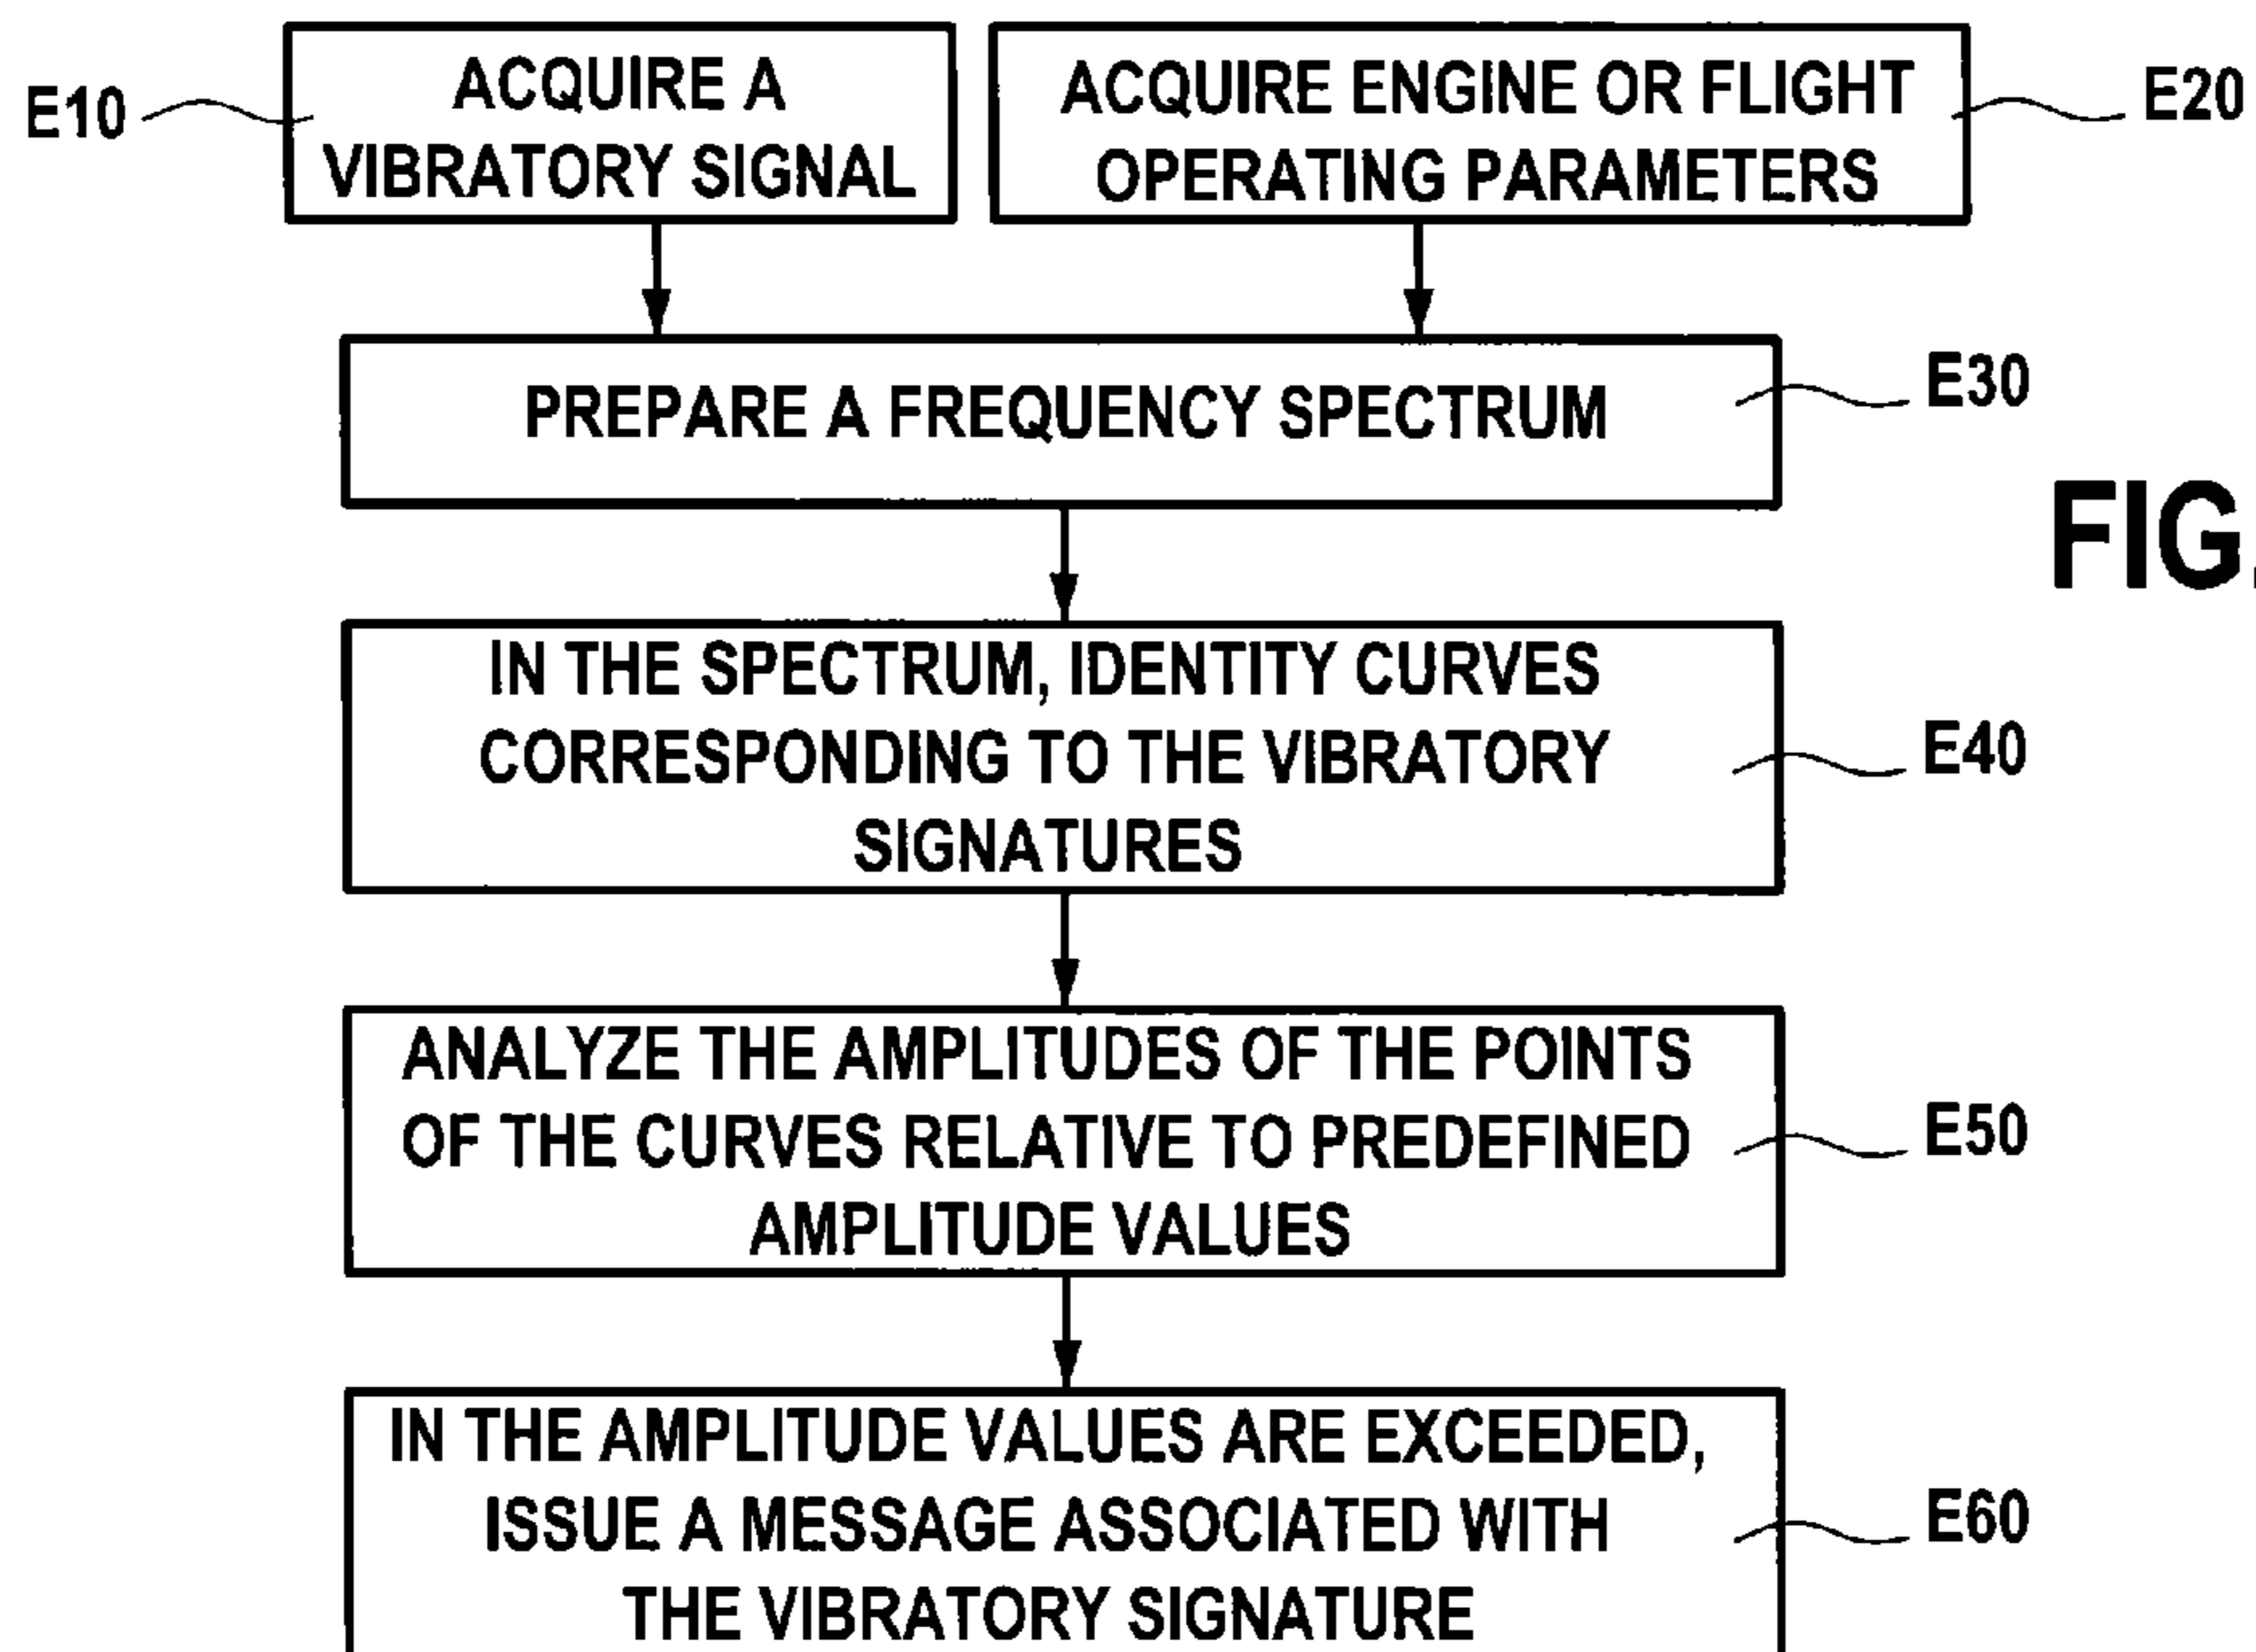 E10
ACQUIRE A
VIBRATORY SIGNAL
ACQUIRE ENGINE OR FLIGHT
OPERATING PARAMETERS
E20
PREPARE A FREQUENCY SPECTRUM
E30
FIG.
IN THE SPECTRUM, IDENTITY CURVES
CORRESPONDING TO THE VIBRATORY
SIGNATURES
E40
ANALYZE THE AMPLITUDES OF THE POINTS
OF THE CURVES RELATIVE TO PREDEFINED
AMPLITUDE VALUES
E50
IN THE AMPLITUDE VALUES ARE EXCEEDED,
ISSUE A MESSAGE ASSOCIATED WITH
THE VIBRATORY SIGNATURE
E60